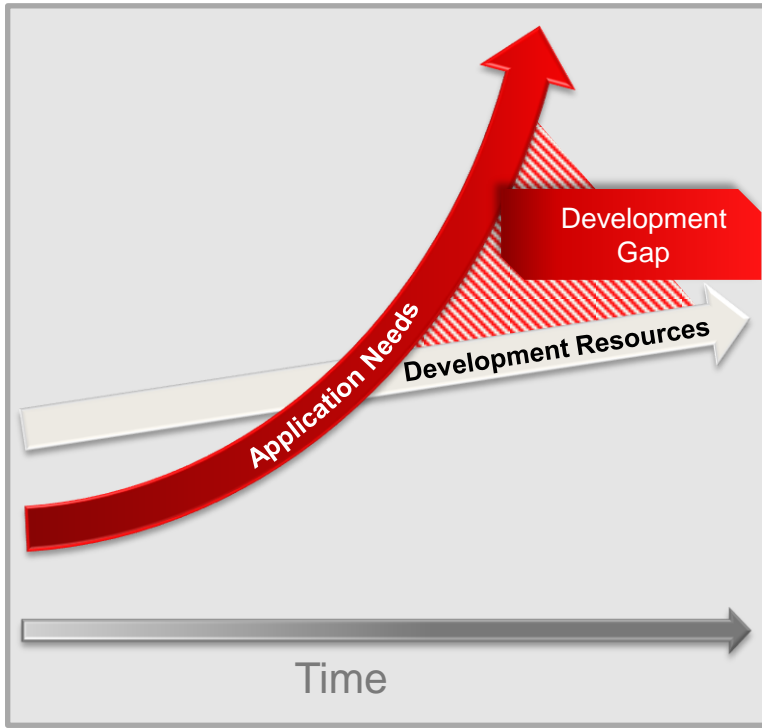 Development
Gap
Development Resources
Application Needs
Time